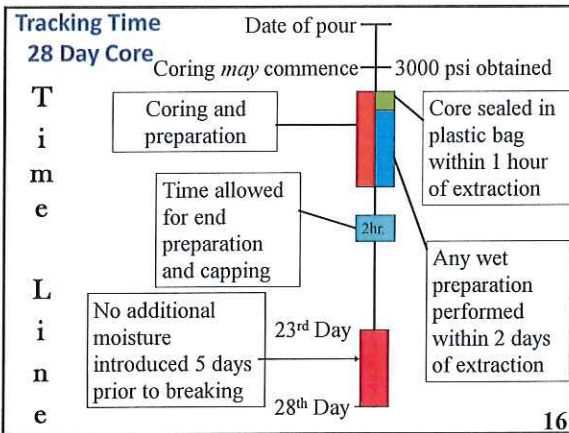 Tracking Time
28 Day Core
Date of pour
Coring may commence
3000 psi obtained
T
i
m
e
L
i
n
e
Coring and
preparation
Core sealed in
plastic bag
within 1 hour
of extraction
Time allowed
for end
preparation
and capping
2hr.
Any wet
preparation
performed
within 2 days
of extraction
No additional
moisture
introduced 5 days
prior to breaking
23rd Day
28th Day
16